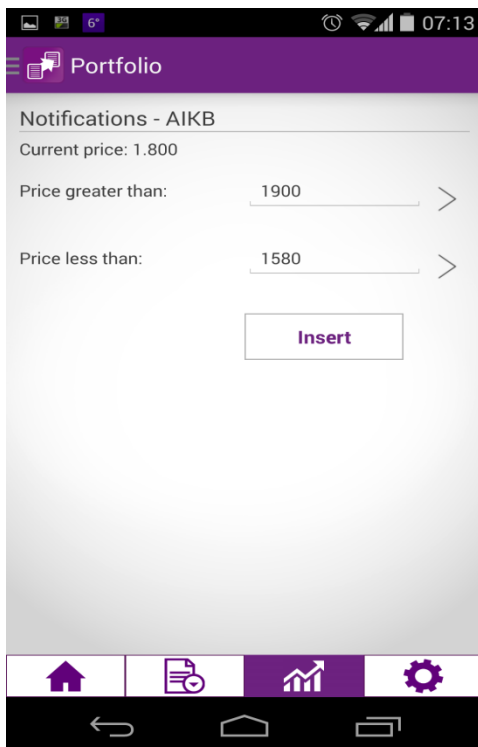 3G 6° 07:13
Portfolio
Notifications - AIKB
Current price: 1.800
Price greater than: 1900
Price less than: 1580
Insert